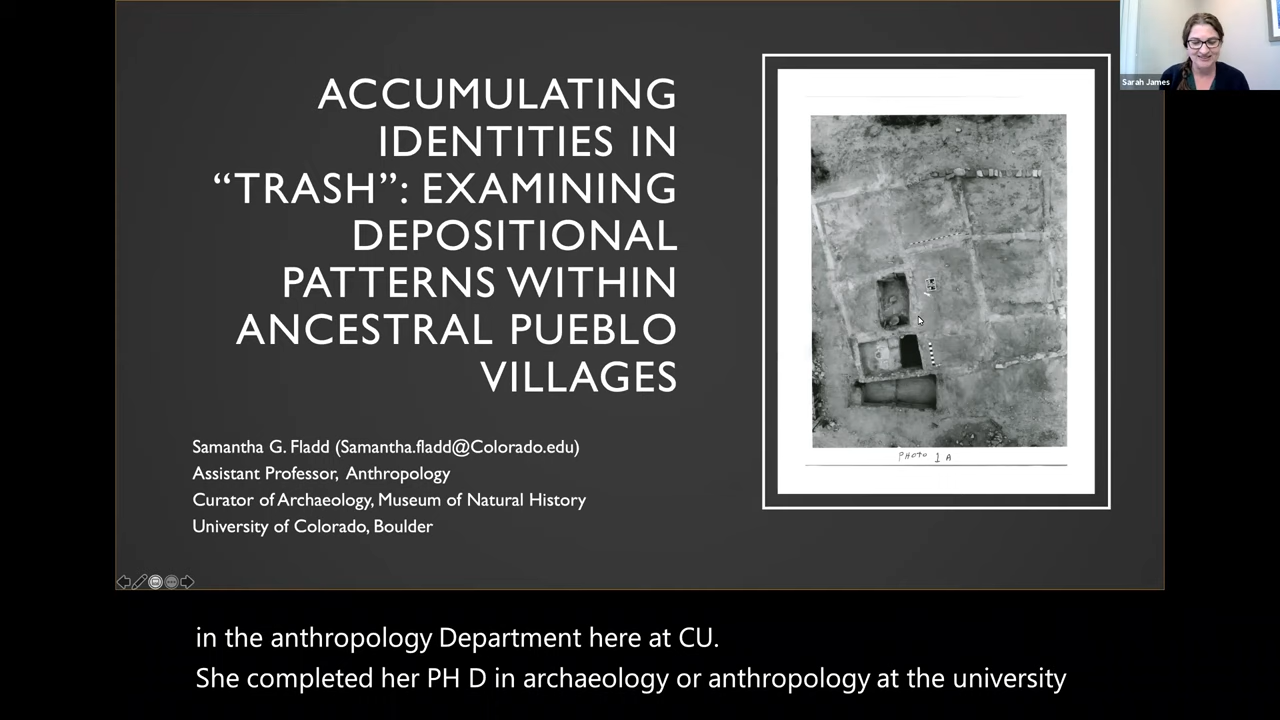 ACCUMULATING
IDENTITIES IN
“TRASH”: EXAMINING
DEPOSITIONAL
PATTERNS WITHIN
ANCESTRAL PUEBLO
VILLAGES
Samantha G. Fladd (Samantha.fladd@Colorado.edu)
Assistant Professor, Anthropology
Curator of Archaeology, Museum of Natural History
University of Colorado, Boulder
PHOTO 1 A
Sarah James
in the anthropology Department here at CU.
She completed her PH D in archaeology or anthropology at the university